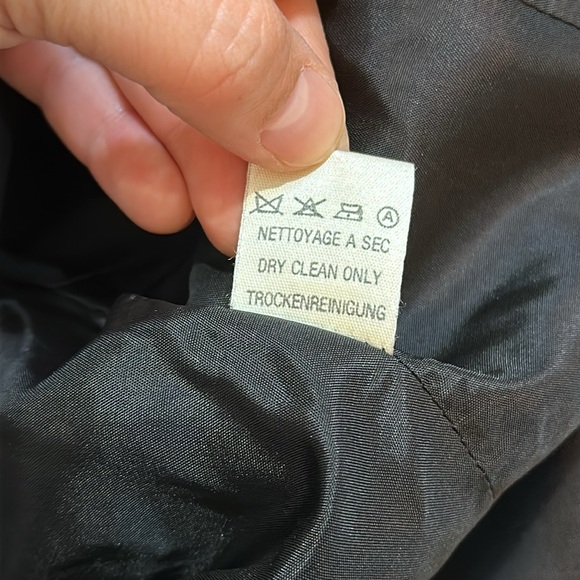 A
NETTOYAGE A SEC
DRY CLEAN ONLY
TROCKENREINIGUNG